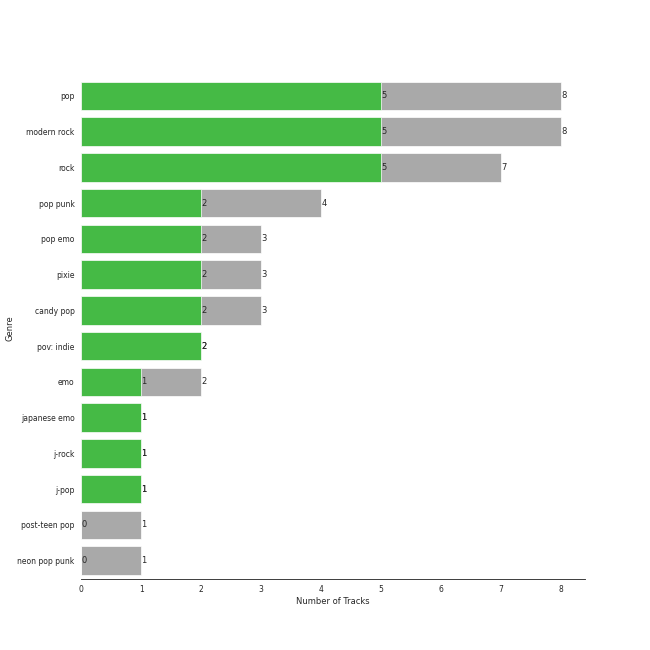 pop 5 8
modern rock 5 8
rock 5 7
pop punk 2 4
pop emo 2 3
pixie 2 3
candy pop 2 3
pov: indie 2
emo 1 2
japanese emo 1
j-rock 1
j-pop 1
post-teen pop 0 1
neon pop punk 0 1
Genre
0 1 2 3 4 5 6 7 8
Number of Tracks